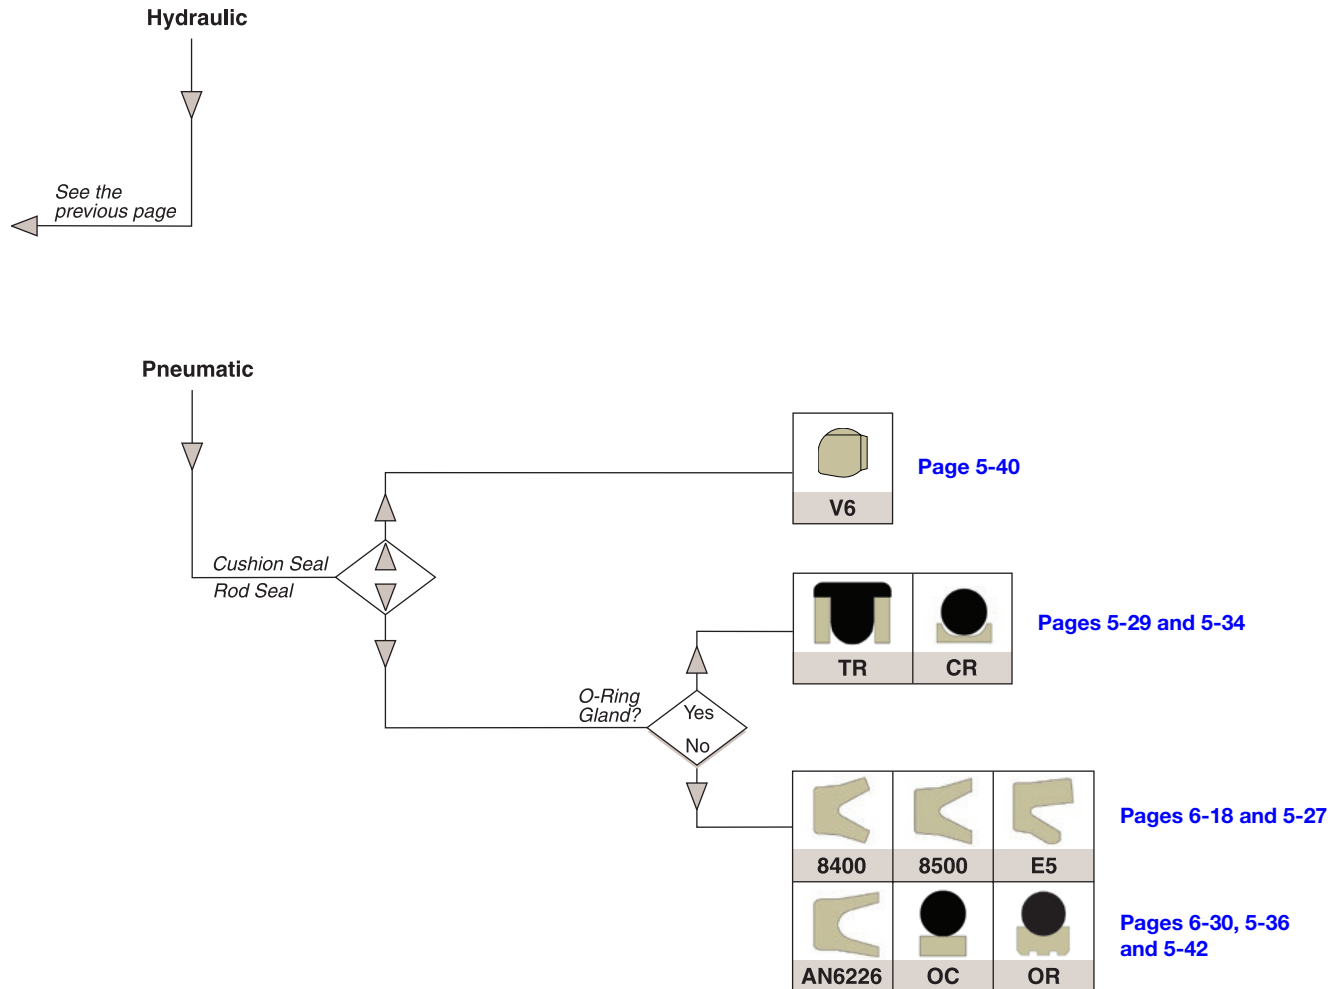 Hydraulic
See the
previous page
Pneumatic
V6
Page 5-40
Cushion Seal
Rod Seal
TR
CR
Pages 5-29 and 5-34
O-Ring
Gland?
Yes
No
8400
8500
E5
Pages 6-18 and 5-27
AN6226
OC
OR
Pages 6-30, 5-36
and 5-42